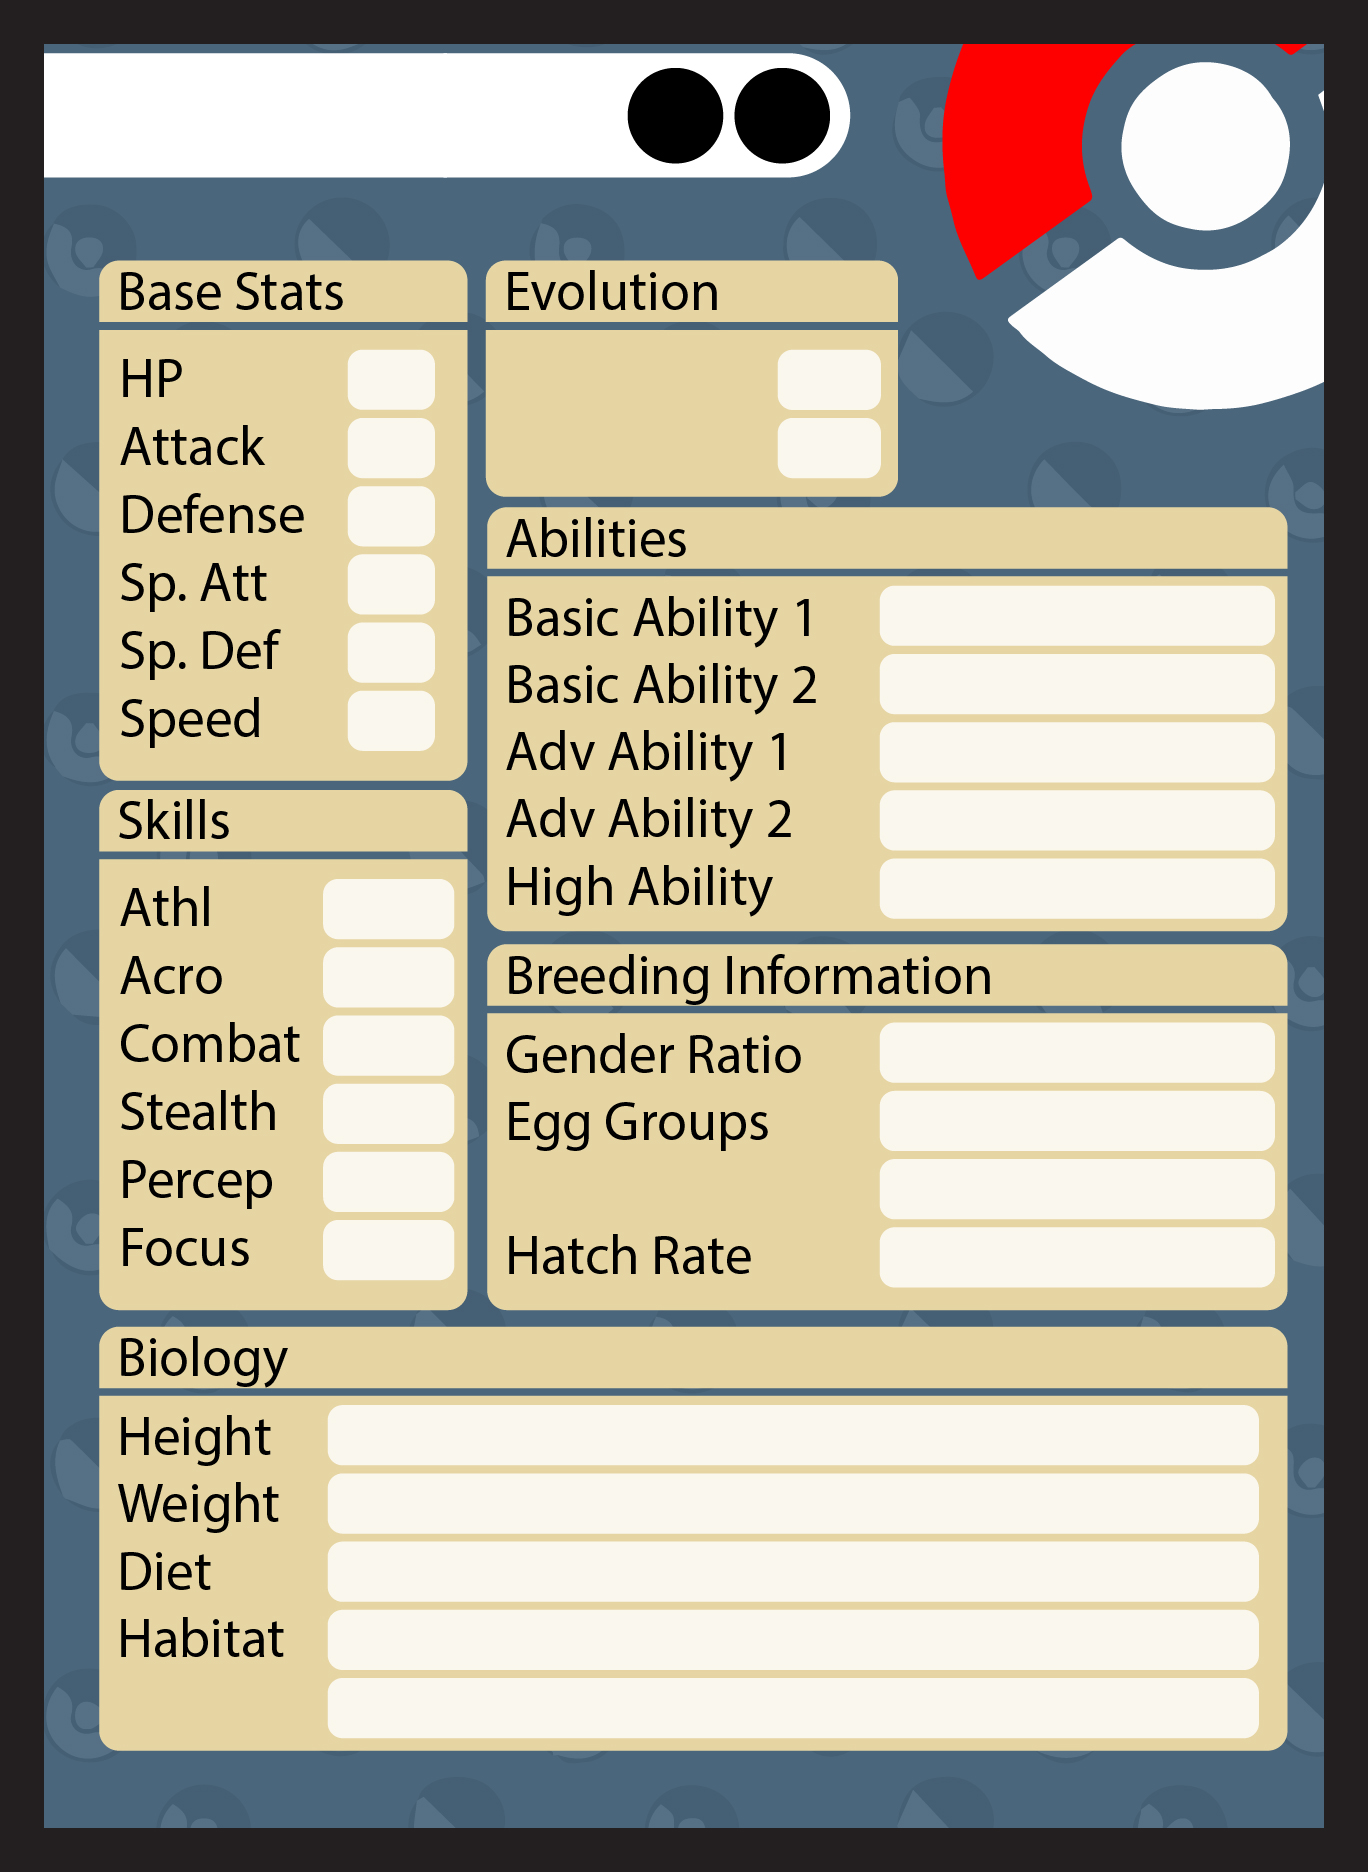 Base Stats
HP
Attack
Defense
Sp. Att
Sp. Def
Speed
Skills
Athl
Acro
Combat
Stealth
Percep
Focus
Evolution
Abilities
Basic Ability 1
Basic Ability 2
Adv Ability 1
Adv Ability 2
High Ability
Breeding Information
Gender Ratio
Egg Groups
Hatch Rate
Biology
Height
Weight
Diet
Habitat